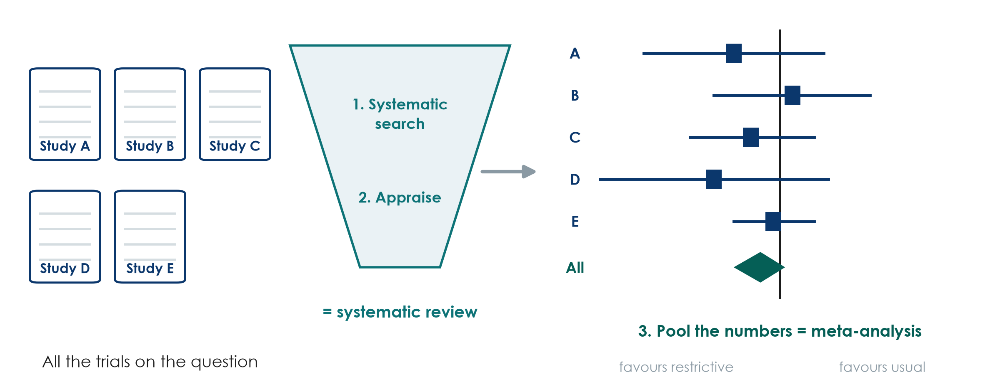 Study A
Study B
Study C
Study D
Study E
All the trials on the question
1. Systematic
search
2. Appraise
= systematic review
A
B
C
D
E
All
3. Pool the numbers = meta-analysis
favours restrictive
favours usual